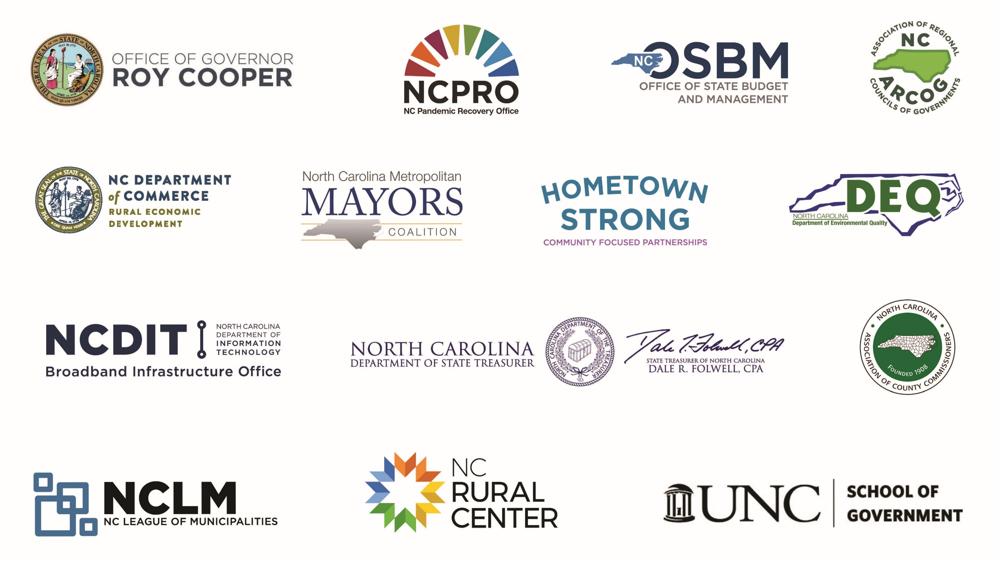 THE GREAT SEAL OF THE STATE OF NORTH CAROLINA
MAY 20, 1775
APRIL 12, 1776
ESSE QUAM VIDERI
OFFICE OF GOVERNOR
ROY COOPER
NCPRO
NC Pandemic Recovery Office
NC OSBM
OFFICE OF STATE BUDGET
AND MANAGEMENT
ASSOCIATION OF REGIONAL
NC
ARCOG
COUNCILS OF GOVERNMENTS
THE GREAT SEAL OF THE STATE OF NORTH CAROLINA
MAY 20, 1775
APRIL 12, 1776
ESSE QUAM VIDERI
NC DEPARTMENT
of COMMERCE
RURAL ECONOMIC
DEVELOPMENT
North Carolina Metropolitan
MAYORS
COALITION
HOMETOWN
STRONG
COMMUNITY FOCUSED PARTNERSHIPS
DEQ
NORTH CAROLINA
Department of Environmental Quality
NCDIT
NORTH CAROLINA
DEPARTMENT OF
INFORMATION
TECHNOLOGY
Broadband Infrastructure Office
NORTH CAROLINA
DEPARTMENT OF STATE TREASURER
NORTH CAROLINA DEPARTMENT OF THE TREASURER
Dale R. Folwell, CPA
STATE TREASURER OF NORTH CAROLINA
DALE R. FOLWELL, CPA
NORTH CAROLINA
ASSOCIATION OF COUNTY COMMISSIONERS
FOUNDED 1908
NCLM
NC LEAGUE OF MUNICIPALITIES
NC
RURAL
CENTER
UNC
SCHOOL OF
GOVERNMENT